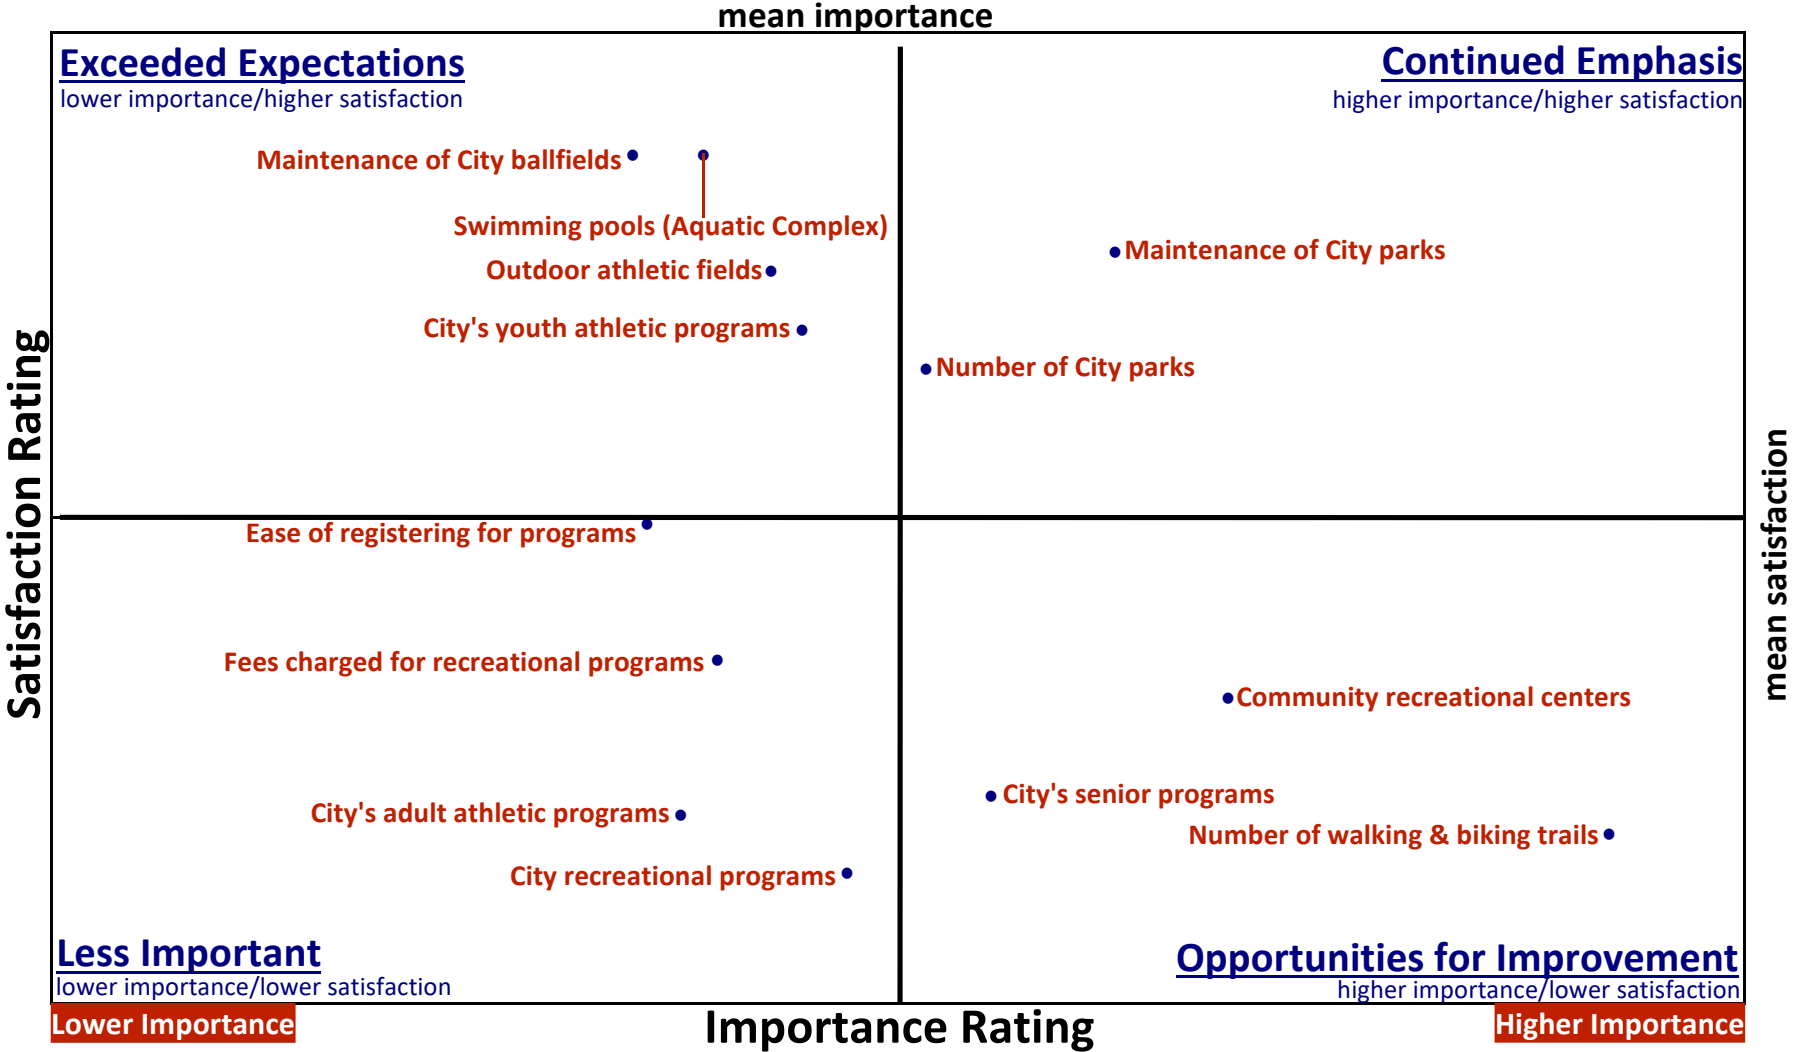 mean importance
Exceeded Expectations
lower importance/higher satisfaction
Continued Emphasis
higher importance/higher satisfaction
Maintenance of City ballfields
Swimming pools (Aquatic Complex)
Outdoor athletic fields
City's youth athletic programs
Maintenance of City parks
Number of City parks
Satisfaction Rating
mean satisfaction
Ease of registering for programs
Fees charged for recreational programs
City's adult athletic programs
City recreational programs
Community recreational centers
City's senior programs
Number of walking & biking trails
Less Important
lower importance/lower satisfaction
Opportunities for Improvement
higher importance/lower satisfaction
Lower Importance
Importance Rating
Higher Importance